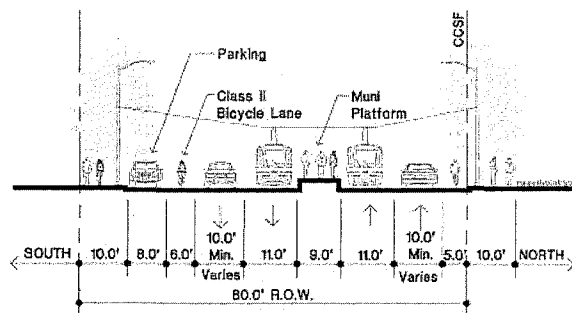 CCSF
Parking
Class II
Bicycle Lane
Muni
Platform
SOUTH 10.0' 8.0' 6.0' 10.0' Min. Varies 11.0' 9.0' 11.0' 10.0' Min. Varies 5.0' 10.0' NORTH
80.0' R.O.W.